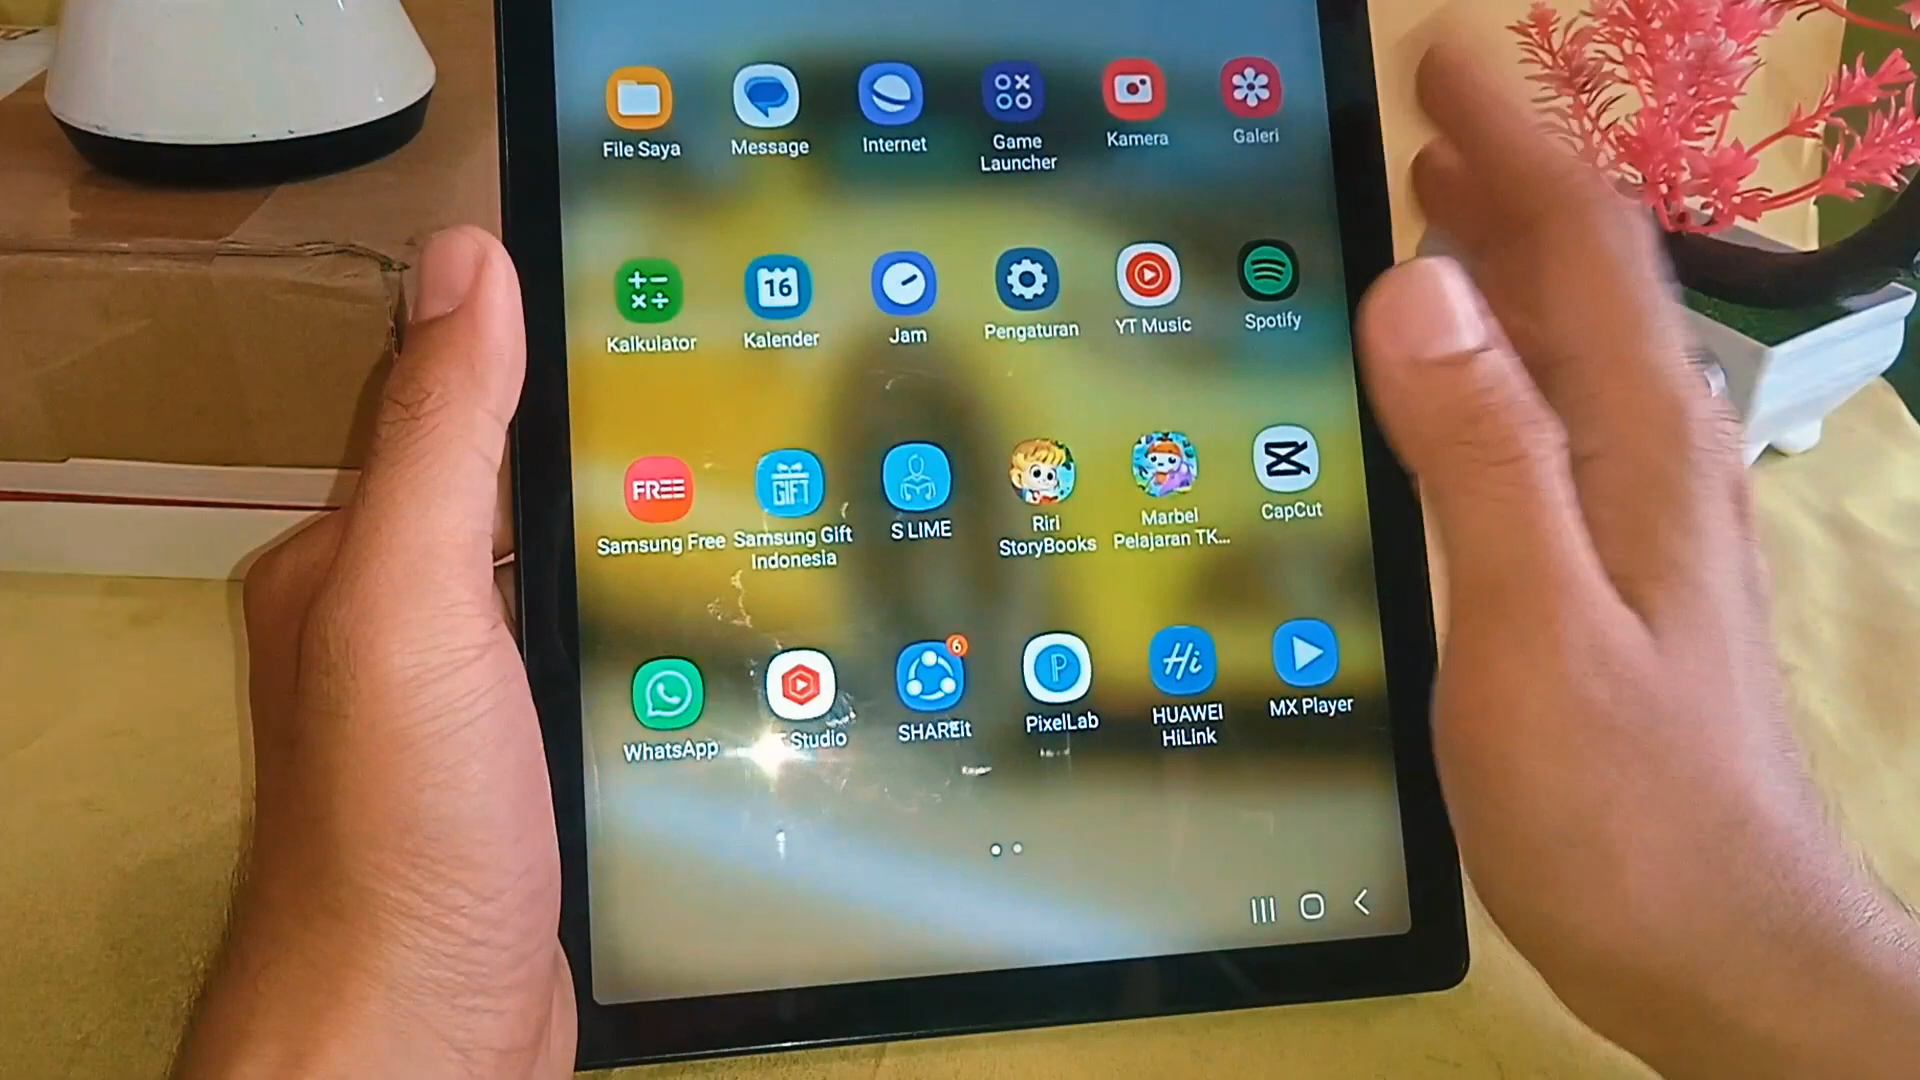 File Saya
Message
Internet
Game
Launcher
Kamera
Galeri
16
Kalkulator
Kalender
Jam
Pengaturan
YT Music
Spotify
FREE
GIFT
Samsung Free
Samsung Gift
Indonesia
S LIME
Riri
StoryBooks
Marbel
Pelajaran TK...
CapCut
6
P
Hi
WhatsApp
Studio
SHAREit
PixelLab
HUAWEI
HiLink
MX Player